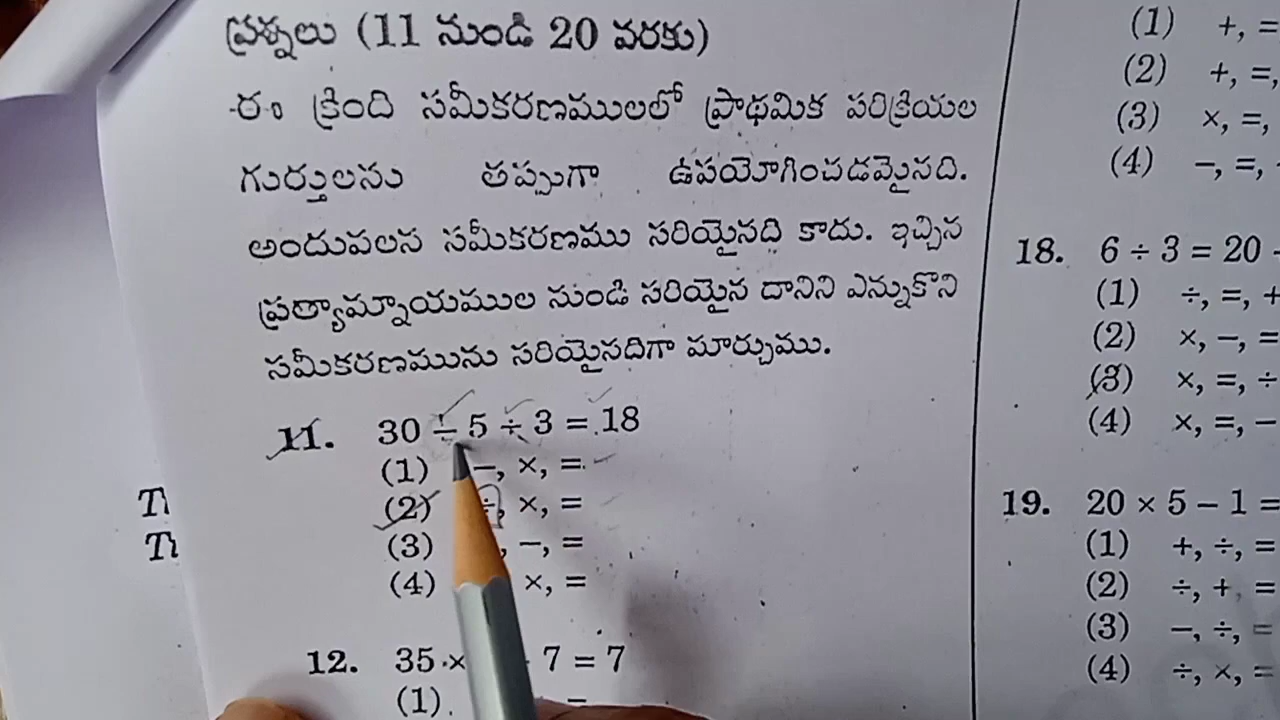 ప్రశ్నలు (11 నుండి 20 వరకు)
ఈ క్రింది సమీకరణములలో ప్రాథమిక పరిక్రియల
గుర్తులను తప్పుగా ఉపయోగించడమైనది.
అందువలన సమీకరణము సరియైనది కాదు. ఇచ్చిన
ప్రత్యామ్నాయముల నుండి సరియైన దానిని ఎన్నుకొని
సమీకరణమును సరియైనదిగా మార్చుము.
11. 30 – 5 ÷ 3 = 18
(1) –, ×, =
(2) ÷, ×, =
(3) , –, =
(4) ×, =
12. 35 × 7 = 7
(1) –
(1) +, =
(2) +, =,
(3) ×, =,
(4) –, =,
18. 6 ÷ 3 = 20
(1) ÷, =, +
(2) ×, –, =
(3) ×, =, ÷
(4) ×, =, –
19. 20 × 5 – 1 =
(1) +, ÷, =
(2) ÷, +, =
(3) –, ÷, =
(4) ÷, ×, =